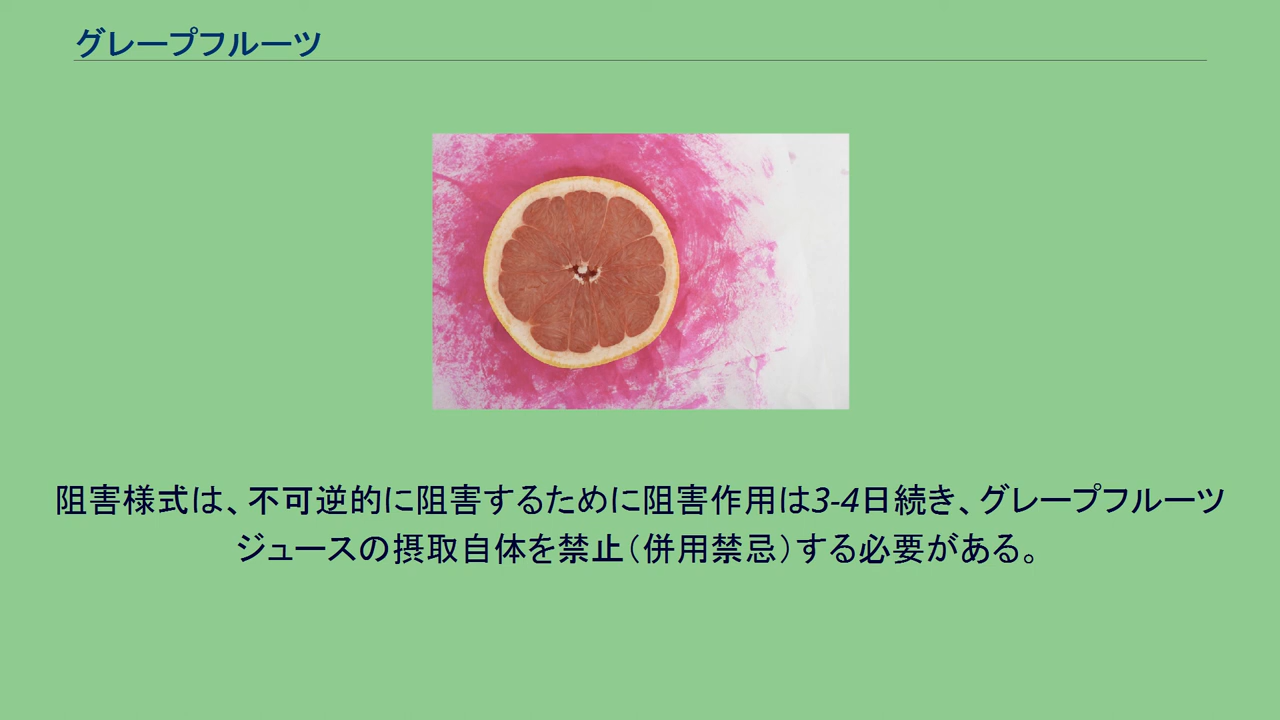 グレープフルーツ
阻害様式は、不可逆的に阻害するために阻害作用は3-4日続き、グレープフルーツ
ジュースの摂取自体を禁止（併用禁忌）する必要がある。